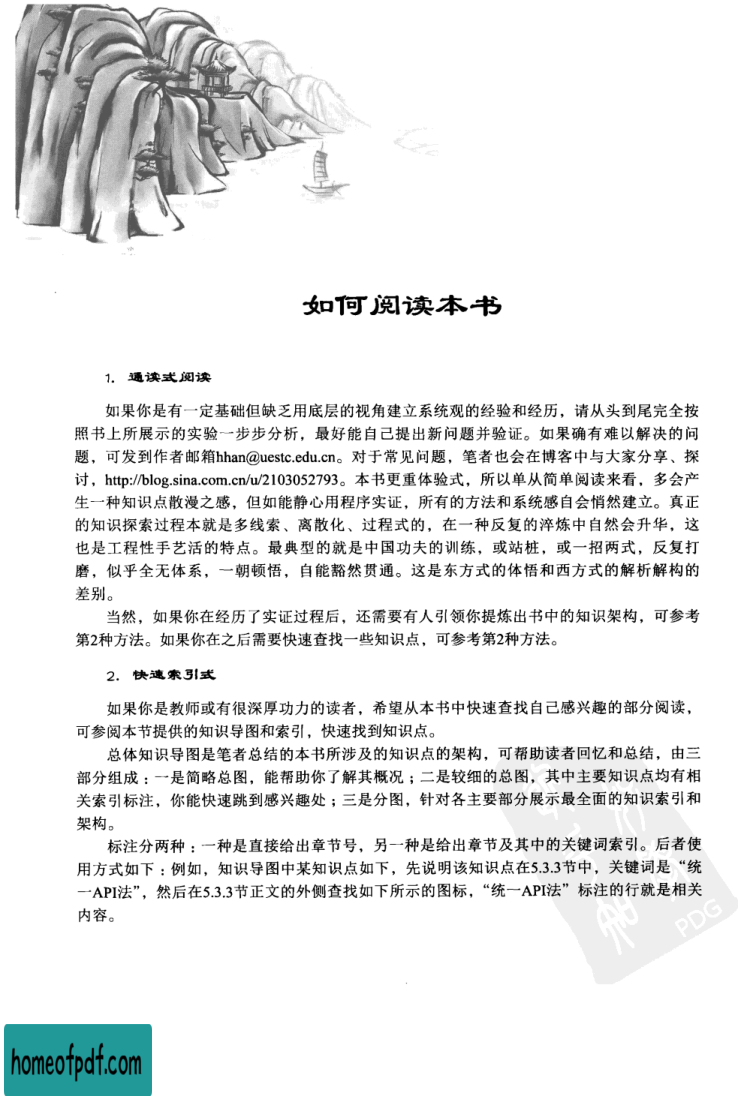 如何阅读本书
1. 通读式阅读
如果你是有一定基础但缺乏用底层的视角建立系统观的经验和经历，请从头到尾完全按
照书上所展示的实验一步步分析，最好能自己提出新问题并验证。如果确有难以解决的问
题，可发到作者邮箱hhan@uestc.edu.cn。对于常见问题，笔者也会在博客中与大家分享、探
讨，http://blog.sina.com.cn/u/2103052793。本书更重体验式，所以单从简单阅读来看，多会产
生一种知识点散漫之感，但如能静心用程序实证，所有的方法和系统感自会悄然建立。真正
的知识探索过程本就是多线索、离散化、过程式的，在一种反复的淬炼中自然会升华，这
也是工程性手艺活的特点。最典型的就是中国功夫的训练，或站桩，或一招两式，反复打
磨，似乎全无体系，一朝顿悟，自能豁然贯通。这是东方式的体悟和西方式的解析解构的
差别。
当然，如果你在经历了实证过程后，还需要有人引领你提炼出书中的知识架构，可参考
第2种方法。如果你在之后需要快速查找一些知识点，可参考第2种方法。
2. 快速索引式
如果你是教师或有很深厚功力的读者，希望从本书中快速查找自己感兴趣的部分阅读，
可参阅本节提供的知识导图和索引，快速找到知识点。
总体知识导图是笔者总结的本书所涉及的知识点的架构，可帮助读者回忆和总结，由三
部分组成：一是简略总图，能帮助你了解其概况；二是较细的总图，其中主要知识点均有相
关索引标注，你能快速跳到感兴趣处；三是分图，针对各主要部分展示最全面的知识索引和
架构。
标注分两种：一种是直接给出章节号，另一种是给出章节及其中的关键词索引。后者使
用方式如下：例如，知识导图中某知识点如下，先说明该知识点在5.3.3节中，关键词是“统
一API法”，然后在5.3.3节正文的外侧查找如下所示的图标，“统一API法”标注的行就是相关
内容。
PDG
homeofpdf.com